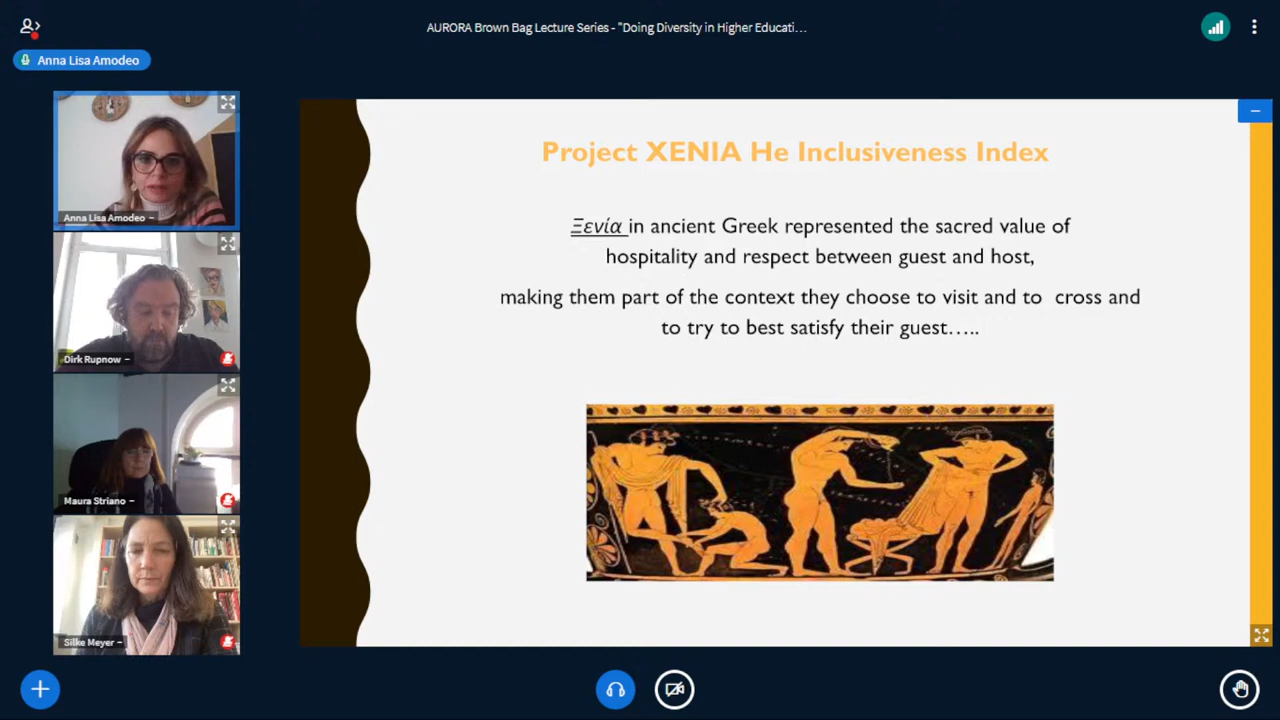 AURORA Brown Bag Lecture Series - "Doing Diversity in Higher Educati...
Anna Lisa Amodeo
Anna Lisa Amodeo
Dirk Rupnow
Maura Striano
Silke Meyer
Project XENIA He Inclusiveness Index
Ξενία in ancient Greek represented the sacred value of
hospitality and respect between guest and host,
making them part of the context they choose to visit and to cross and
to try to best satisfy their guest…..